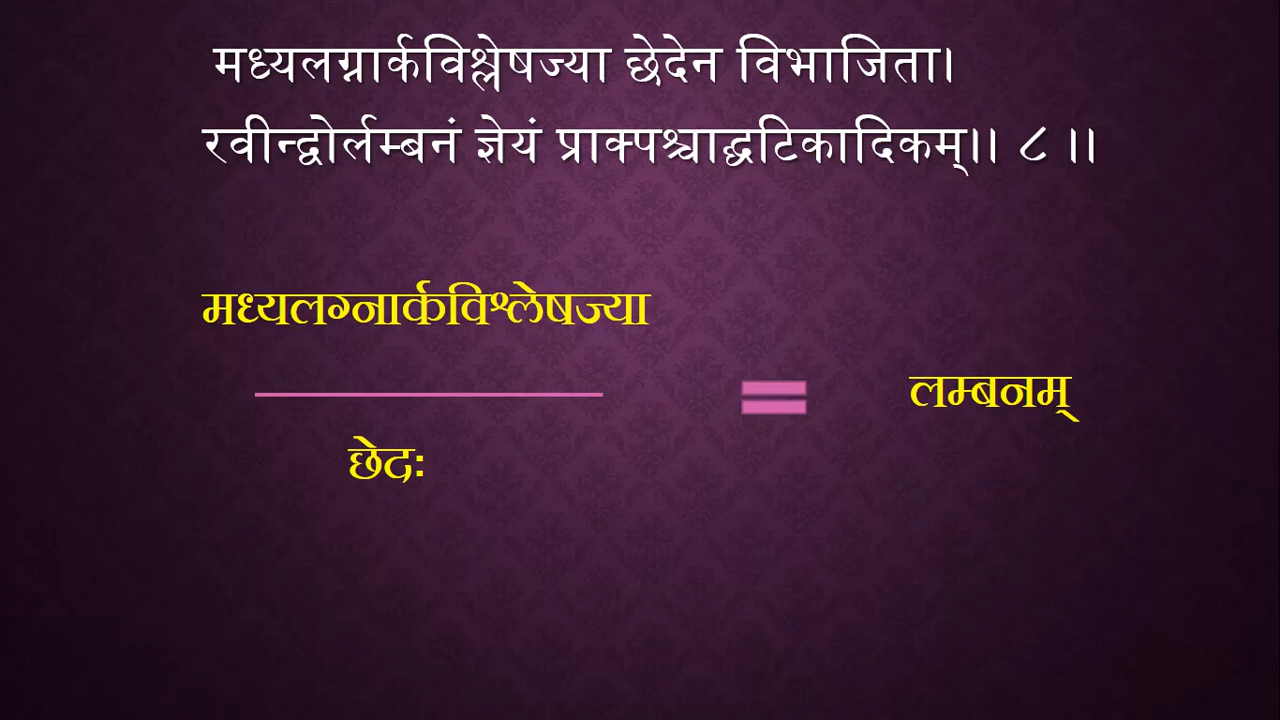 मध्यलग्नार्कविश्लेषज्या छेदेन विभाजिता।
रवीन्द्वोर्लम्बनं ज्ञेयं प्राक्पश्चाद्घटिकादिकम्।। ८ ।।
मध्यलग्नार्कविश्लेषज्या
छेदः
=
लम्बनम्